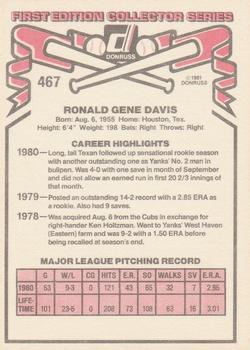 FIRST EDITION COLLECTOR SERIES
DONRUSS
467
©1981
DONRUSS
RONALD GENE DAVIS
Born: Aug. 6, 1955 Home: Houston, Tex.
Height: 6'4" Weight: 198 Bats: Right Throws: Right
CAREER HIGHLIGHTS
1980— Long, tall Texan followed up sensational rookie season
with another outstanding one as Yanks' No. 2 man in
bullpen. Was 4-0 with one save in month of September
and did not allow an earned run in first 20 2/3 innings of
that month.
1979— Posted an outstanding 14-2 record with a 2.85 ERA as
a rookie. Also had 9 saves.
1978— Was acquired Aug. 6 from the Cubs in exchange for
right-hander Ken Holtzman. Went to Yanks' West Haven
(Eastern) farm and was 9-2 with a 1.50 ERA before
being recalled at season's end.
MAJOR LEAGUE PITCHING RECORD
G W/L CG HITS E.R. SO WALKS SV E.R.A.
1980 53 9-3 0 121 43 65 32 7 2.95
LIFE-
TIME 101 23-5 0 208 73 108 63 16 3.01